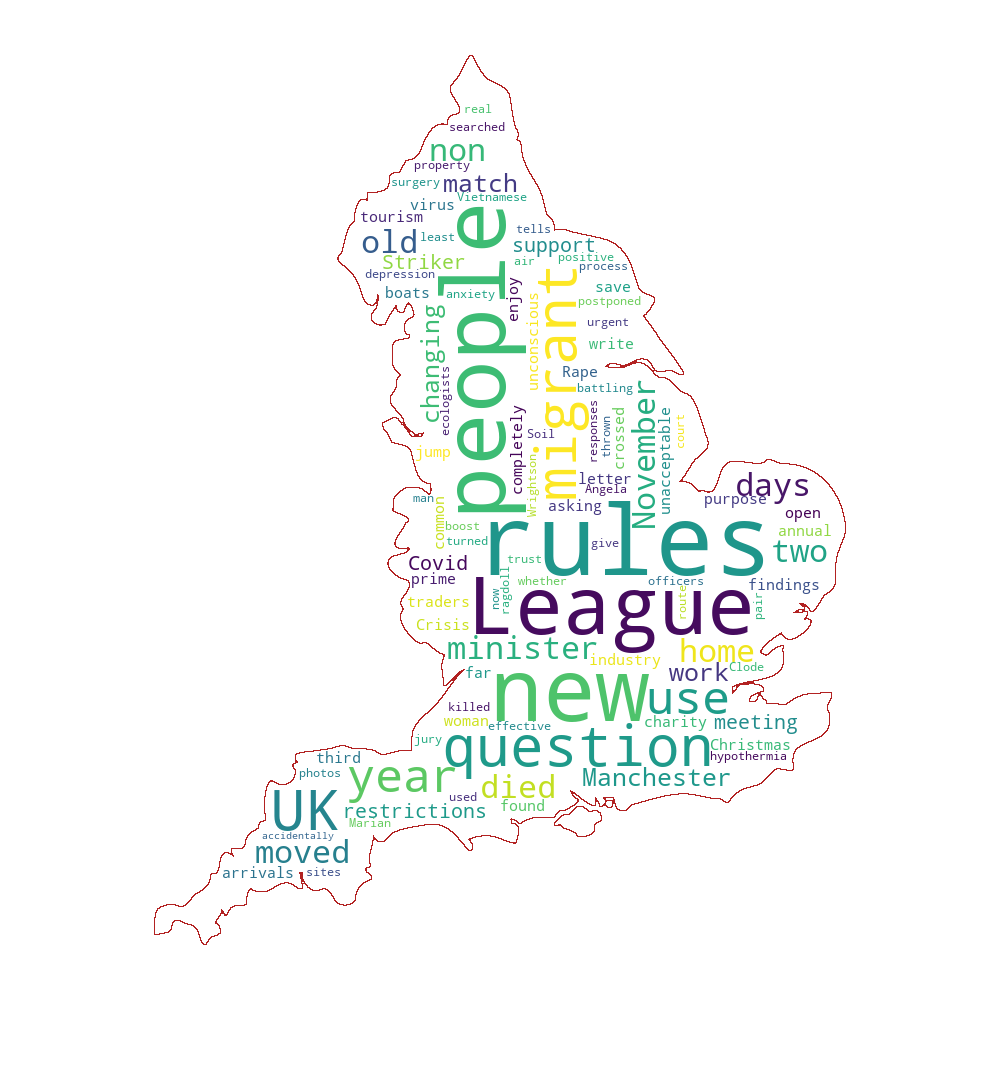 real
searched
non
property
surgery
match
Vietnamese
virus
tourism
people
tells
old
least
support
Striker
air
positive
depression
process
migrant
boats
anxiety
enjoy
save
postponed
unconscious
urgent
changing
write
ecologists
Rape
battling
November
completely
Soil
responses
thrown
crossed
unacceptable
court
jump
Wrightson.
letter
Angela
days
man
common
asking
purpose
open
boost
rules
annual
turned
give
two
Covid
trust
prime
whether
officers
findings
now
ragdoll
traders
League
route
pair
Crisis
minister
industry
home
far
work
Clode
killed
new
use
woman
effective
charity
meeting
jury
question
Christmas
hypothermia
third
photos
year
died
Manchester
used
UK
restrictions
found
Marian
accidentally
moved
arrivals
sites